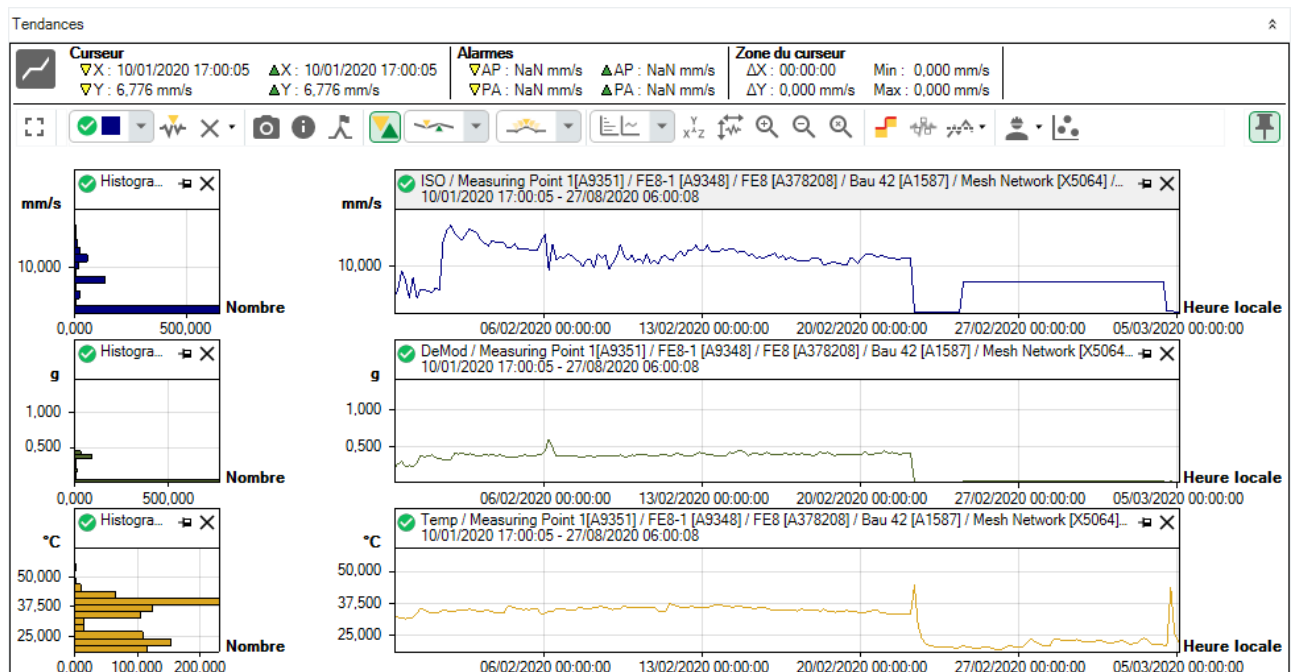 Tendances
Curseur Alarmes Zone du curseur
X : 10/01/2020 17:00:05 X : 10/01/2020 17:00:05 AP : NaN mm/s AP : NaN mm/s ΔX : 00:00:00 Min : 0,000 mm/s
Y : 6,776 mm/s Y : 6,776 mm/s PA : NaN mm/s PA : NaN mm/s ΔY : 0,000 mm/s Max : 0,000 mm/s
Y
X Z
Histogra... ISO / Measuring Point 1[A9351] / FE8-1 [A9348] / FE8 [A378208] / Bau 42 [A1587] / Mesh Network [X5064] /...
10/01/2020 17:00:05 - 27/08/2020 06:00:08
mm/s mm/s
10,000 10,000
Nombre Heure locale
0,000 500,000 06/02/2020 00:00:00 13/02/2020 00:00:00 20/02/2020 00:00:00 27/02/2020 00:00:00 05/03/2020 00:00:00
Histogra... DeMod / Measuring Point 1[A9351] / FE8-1 [A9348] / FE8 [A378208] / Bau 42 [A1587] / Mesh Network [X5064...
10/01/2020 17:00:05 - 27/08/2020 06:00:08
g g
1,000 1,000
0,500 0,500
Nombre Heure locale
0,000 500,000 06/02/2020 00:00:00 13/02/2020 00:00:00 20/02/2020 00:00:00 27/02/2020 00:00:00 05/03/2020 00:00:00
Histogra... Temp / Measuring Point 1[A9351] / FE8-1 [A9348] / FE8 [A378208] / Bau 42 [A1587] / Mesh Network [X5064]...
10/01/2020 17:00:05 - 27/08/2020 06:00:08
°C °C
50,000 50,000
37,500 37,500
25,000 25,000
Nombre Heure locale
0,000 100,000 200,000 06/02/2020 00:00:00 13/02/2020 00:00:00 20/02/2020 00:00:00 27/02/2020 00:00:00 05/03/2020 00:00:00